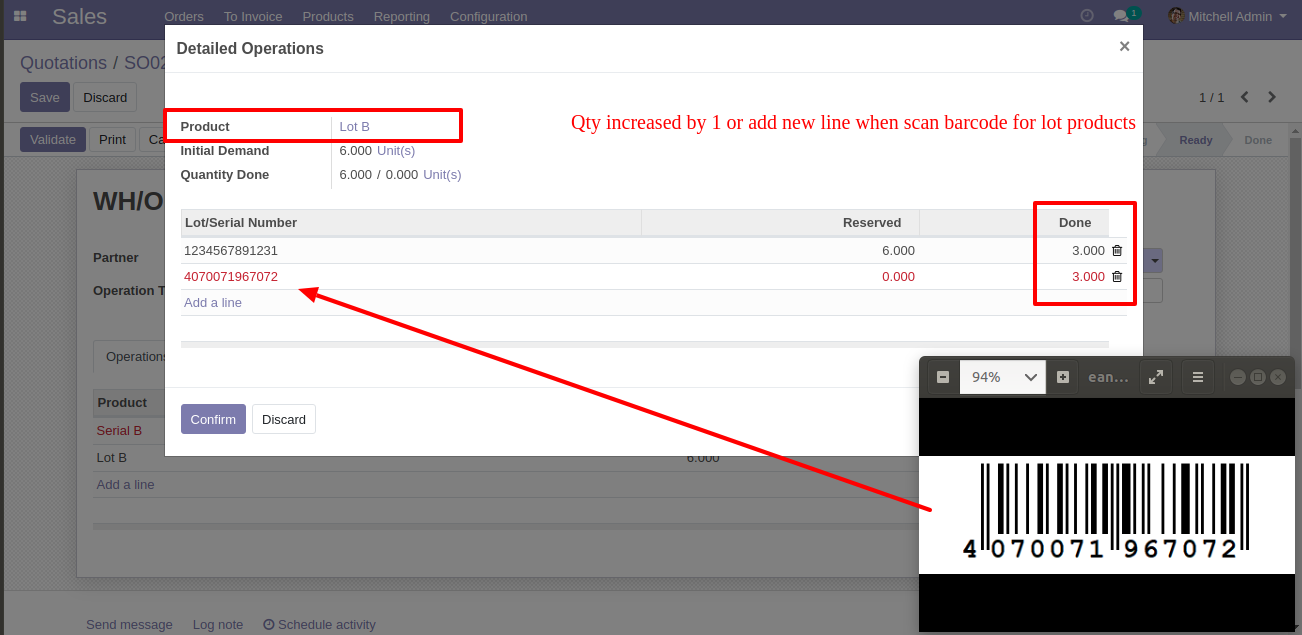 Sales Orders To Invoice Products Reporting Configuration 1 Mitchell Admin
Quotations / SO02
Detailed Operations ×
Save Discard 1 / 1
Product Lot B
Qty increased by 1 or add new line when scan barcode for lot products
Validate Print Ca Ready Done
Initial Demand 6.000 Unit(s)
Quantity Done 6.000 / 0.000 Unit(s)
WH/O
Lot/Serial Number Reserved Done
1234567891231 6.000 3.000
4070071967072 0.000 3.000
Add a line
Partner
Operation T
Operations
94% ean...
Product
Confirm Discard
Serial B
Lot B 6.000
Add a line
4 070071 967072
Send message Log note Schedule activity